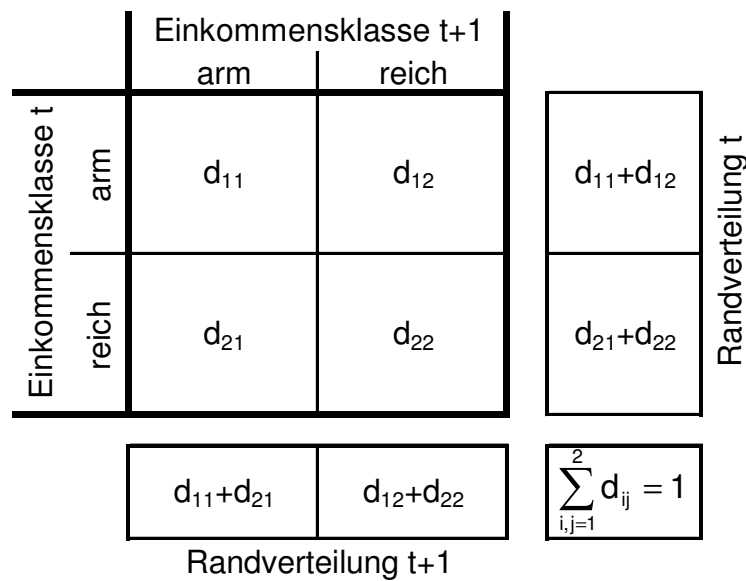 Einkommensklasse t+1
arm reich
Einkommensklasse t
arm
d₁₁ d₁₂ d₁₁+d₁₂
reich
d₂₁ d₂₂ d₂₁+d₂₂
Randverteilung t
d₁₁+d₂₁ d₁₂+d₂₂ 2∑i,j=1 dᵢⱼ = 1
Randverteilung t+1